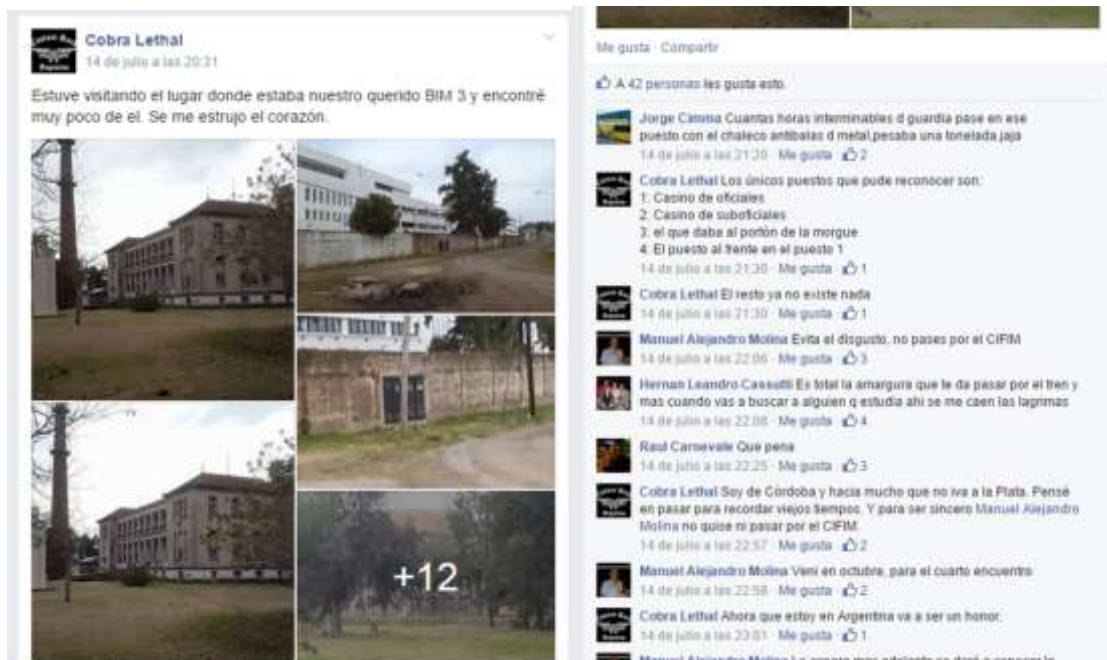 Cobra Lethal
14 de julio a las 20:31
Estuve visitando el lugar donde estaba nuestro querido BIM 3 y encontré
muy poco de el. Se me estrujo el corazón.
+12
Me gusta · Compartir
A 42 personas les gusta esto.
Jorge Cimma Cuantas horas interminables d guardia pase en ese
puesto con el chaleco antibalas d metal,pesaba una tonelada jaja
14 de julio a las 21:20 · Me gusta · 2
Cobra Lethal Los únicos puestos que pude reconocer son:
1. Casino de oficiales
2: Casino de suboficiales
3: el que daba al portón de la morgue
4: El puesto al frente en el puesto 1
14 de julio a las 21:30 · Me gusta · 1
Cobra Lethal El resto ya no existe nada
14 de julio a las 21:30 · Me gusta · 1
Manuel Alejandro Molina Evita el disgusto, no pases por el CIFIM
14 de julio a las 22:06 · Me gusta · 3
Hernan Leandro Cassutti Es total la amargura que te da pasar por el tren y
mas cuando vas a buscar a alguien q estudia ahi se me caen las lagrimas
14 de julio a las 22:08 · Me gusta · 4
Raul Carnevale Que pena
14 de julio a las 22:25 · Me gusta · 3
Cobra Lethal Soy de Córdoba y hacia mucho que no iva a la Plata. Pensé
en pasar para recordar viejos tiempos. Y para ser sincero Manuel Alejandro
Molina no quise ni pasar por el CIFIM.
14 de julio a las 22:57 · Me gusta · 2
Manuel Alejandro Molina Veni en octubre, para el cuarto encuentro
14 de julio a las 22:58 · Me gusta · 2
Cobra Lethal Ahora que estoy en Argentina va a ser un honor.
14 de julio a las 23:01 · Me gusta · 1